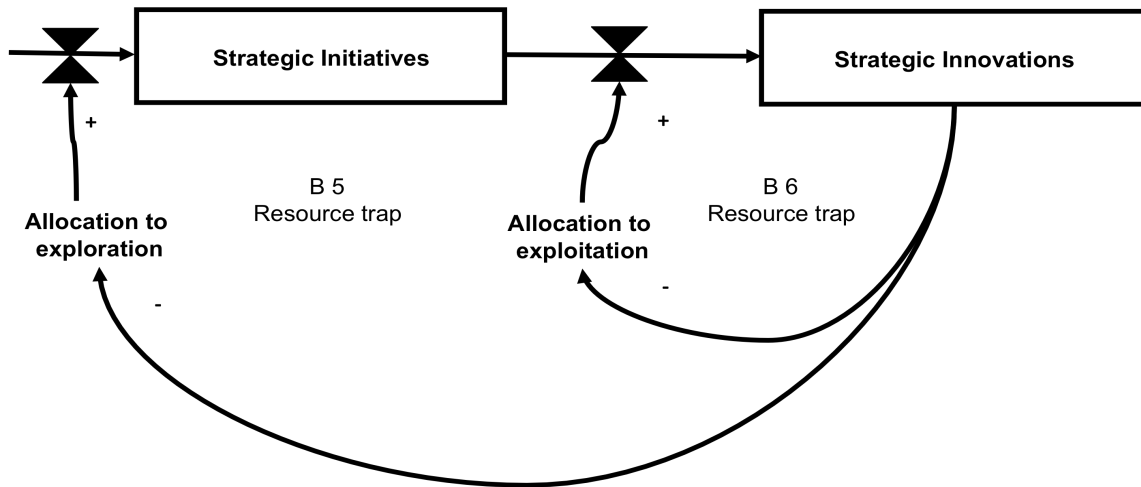 Strategic Initiatives
Strategic Innovations
+
+
B 5
Resource trap
B 6
Resource trap
Allocation to
exploration
Allocation to
exploitation
-
-